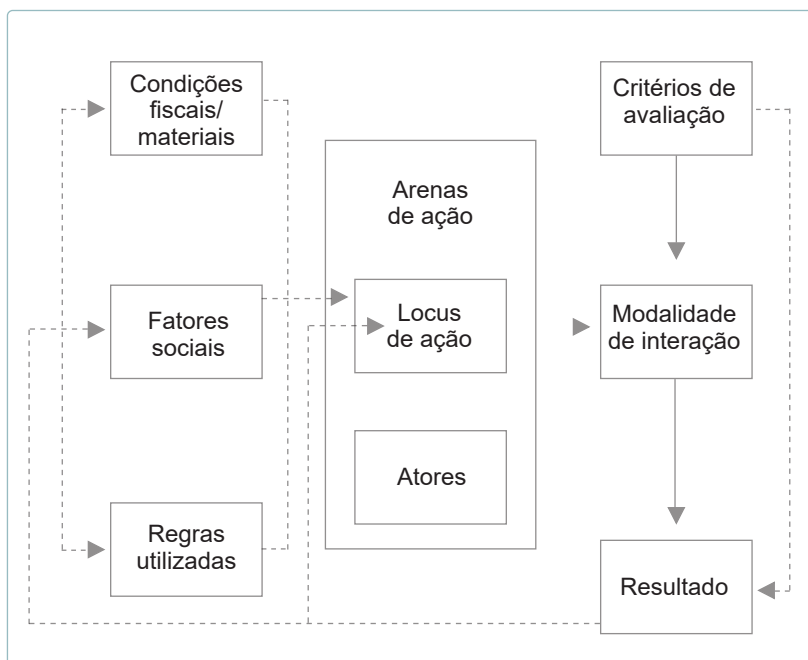 Condições
fiscais/
materiais
Fatores
sociais
Regras
utilizadas
Arenas
de ação
Locus
de ação
Atores
Critérios de
avaliação
Modalidade
de interação
Resultado